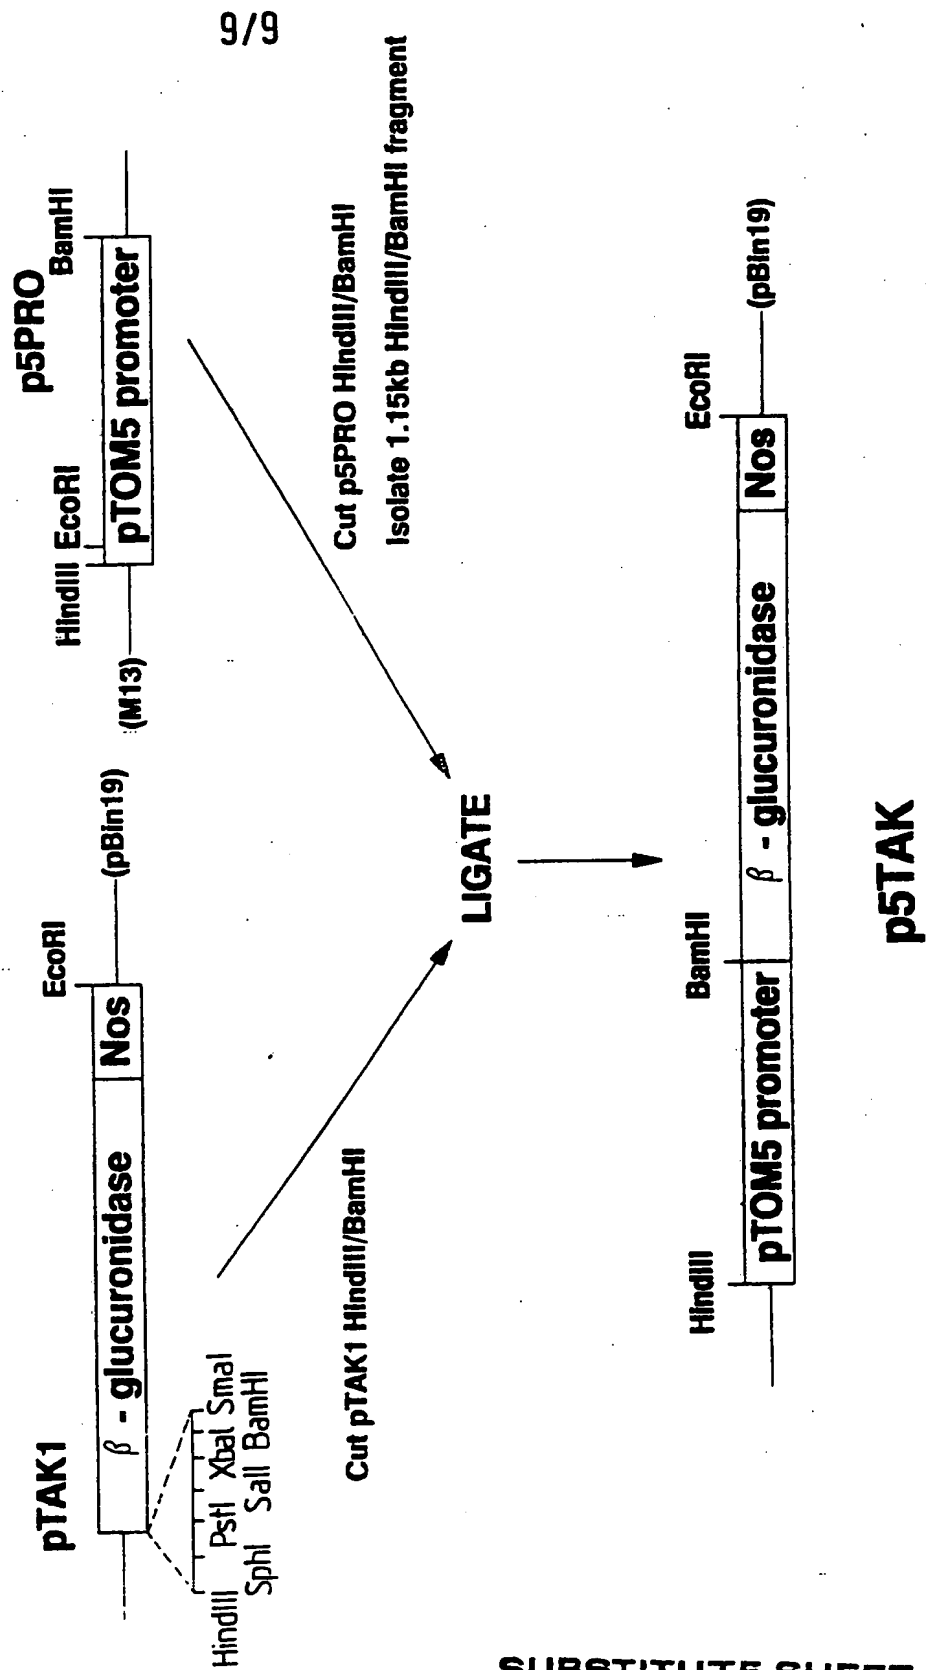 6/6
pTAK1
EcoRI
β - glucuronidase
Nos
(pBin19)
HindIII PstI XbaI SmaI
SphI SalI BamHI
p5PRO
HindIII EcoRI
BamHI
(M13)
pTOM5 promoter
Cut pTAK1 HindIII/BamHI
Cut p5PRO HindIII/BamHI
Isolate 1.15kb HindIII/BamHI fragment
LIGATE
HindIII
BamHI
EcoRI
pTOM5 promoter
β - glucuronidase
Nos
(pBin19)
p5TAK
SUBSTITUTE SHEET